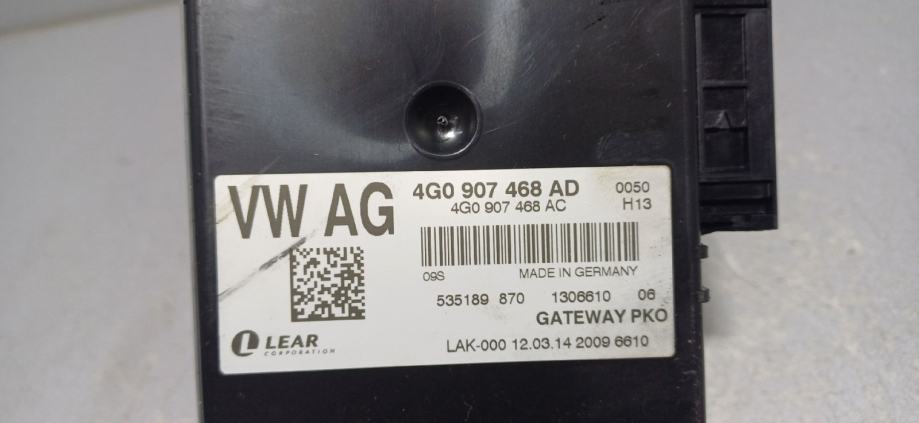 VW AG
4G0 907 468 AD 0050
4G0 907 468 AC H13
09S MADE IN GERMANY
535189 870 1306610 06
GATEWAY PKO
LEAR
CORPORATION
LAK-000 12.03.14 2009 6610